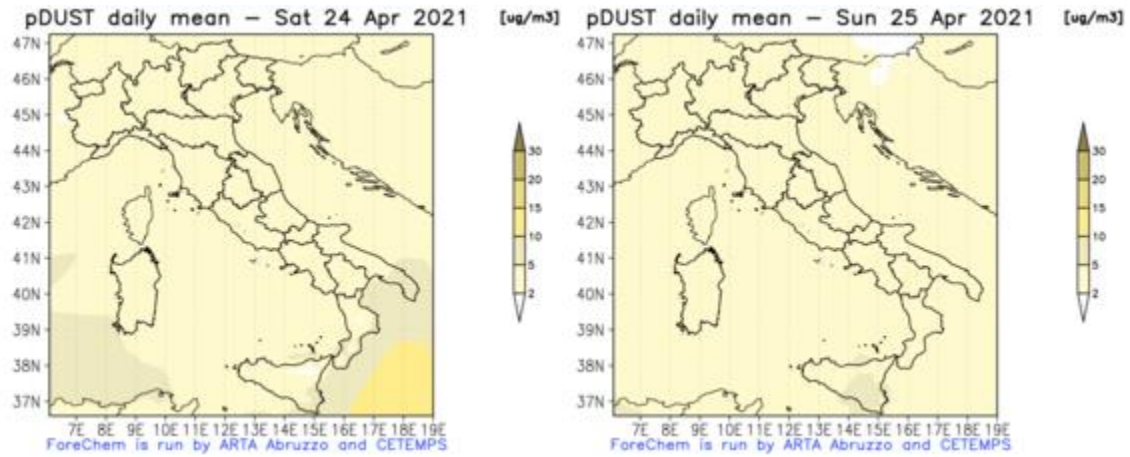 pDUST daily mean – Sat 24 Apr 2021 [ug/m3]
47N
46N
45N
44N
43N
42N
41N
40N
39N
38N
37N
7E 8E 9E 10E 11E 12E 13E 14E 15E 16E 17E 18E 19E
30
20
15
10
5
2
ForeChem is run by ARTA Abruzzo and CETEMPS
pDUST daily mean – Sun 25 Apr 2021 [ug/m3]
47N
46N
45N
44N
43N
42N
41N
40N
39N
38N
37N
7E 8E 9E 10E 11E 12E 13E 14E 15E 16E 17E 18E 19E
30
20
15
10
5
2
ForeChem is run by ARTA Abruzzo and CETEMPS